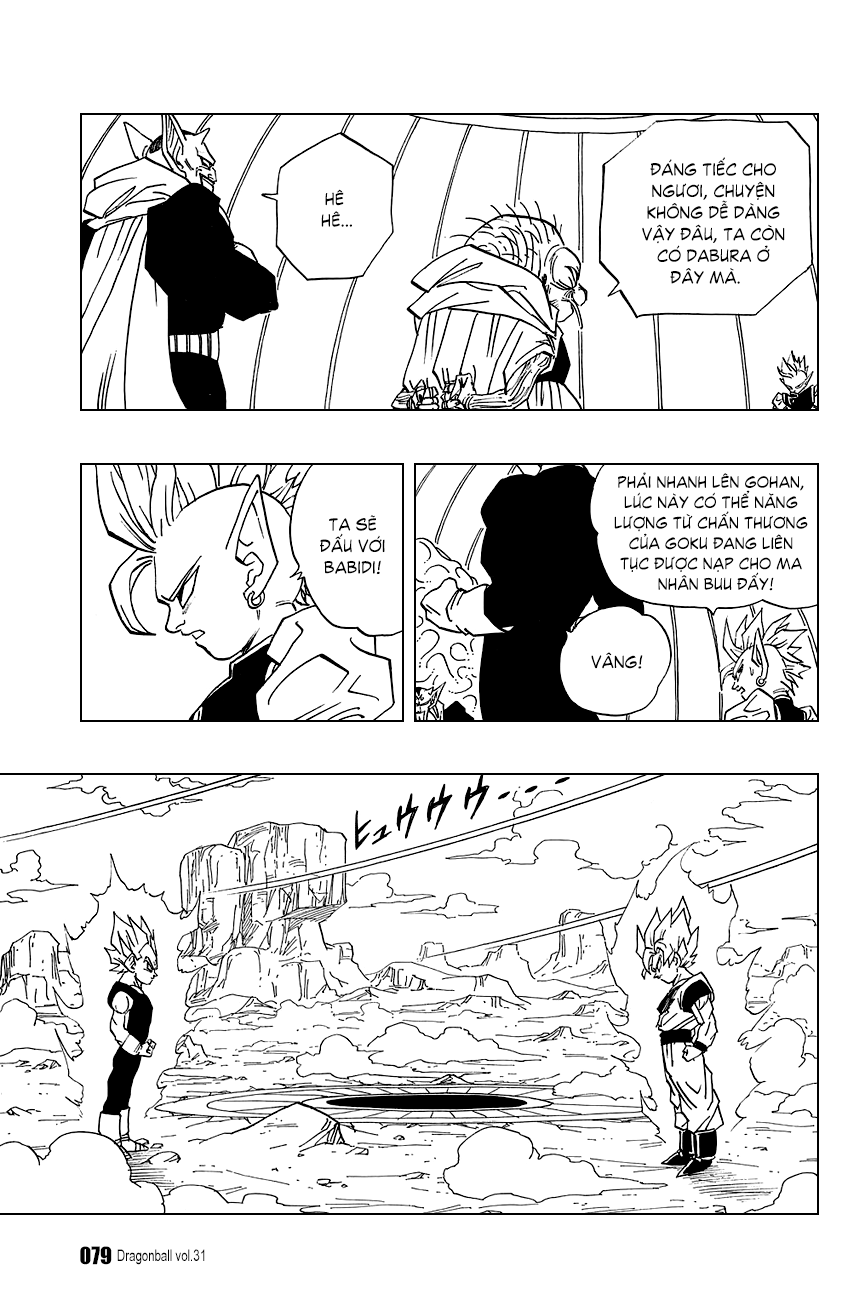 ĐÁNG TIẾC CHO
NGƯƠI, CHUYỆN
KHÔNG DỄ DÀNG
VẬY ĐÂU, TA CÒN
CÓ DABURA Ở
ĐÂY MÀ.
HÊ
HÊ...
PHẢI NHANH LÊN GOHAN,
LÚC NÀY CÓ THỂ NĂNG
LƯỢNG TỪ CHẤN THƯƠNG
CỦA GOKU ĐANG LIÊN
TỤC ĐƯỢC NẠP CHO MA
NHÂN BUU ĐẤY!
VÂNG!
TA SẼ
ĐẤU VỚI
BABIDI!
ヒュウウウ・・・・
079 Dragonball vol.31